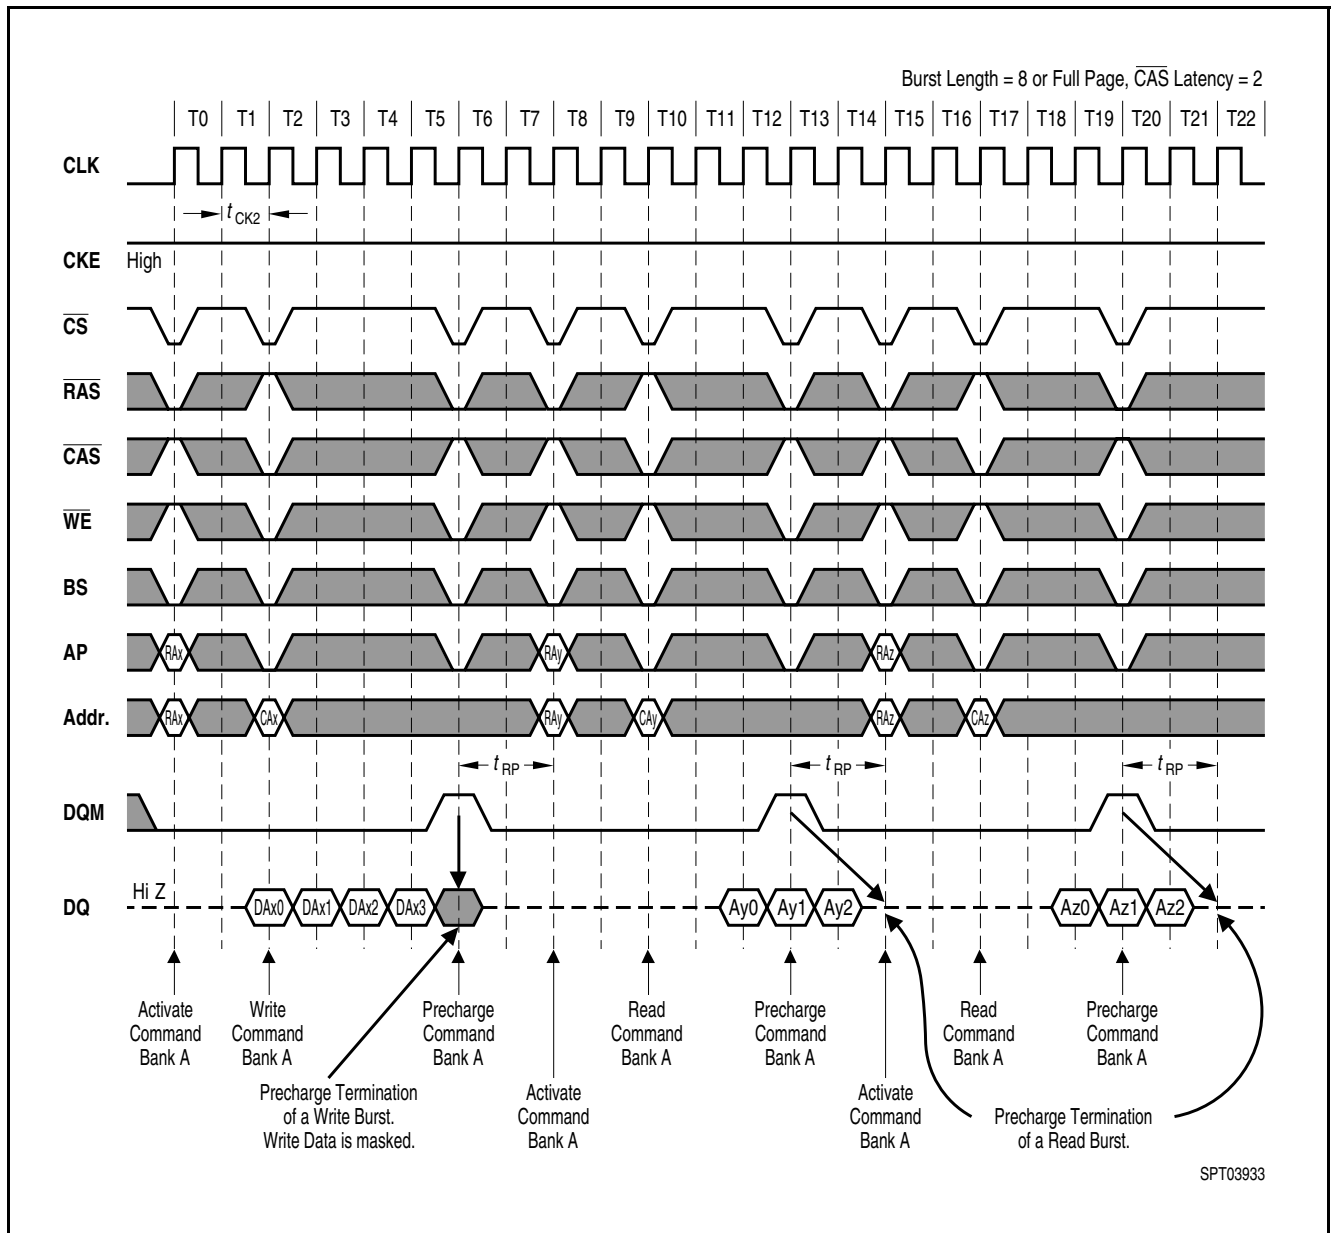 Burst Length = 8 or Full Page, CAS Latency = 2
T0 T1 T2 T3 T4 T5 T6 T7 T8 T9 T10 T11 T12 T13 T14 T15 T16 T17 T18 T19 T20 T21 T22
CLK
t CK2
CKE High
CS
RAS
CAS
WE
BS
AP RAx RAy RAz
Addr. RAx CAx RAy CAy RAz CAz
t RP t RP t RP
DQM
Hi Z
DQ DAx0 DAx1 DAx2 DAx3 Ay0 Ay1 Ay2 Az0 Az1 Az2
Activate Command Bank A
Write Command Bank A
Precharge Command Bank A
Read Command Bank A
Precharge Command Bank A
Read Command Bank A
Precharge Command Bank A
Precharge Termination
of a Write Burst.
Write Data is masked.
Activate Command Bank A
Activate Command Bank A
Precharge Termination
of a Read Burst.
SPT03933